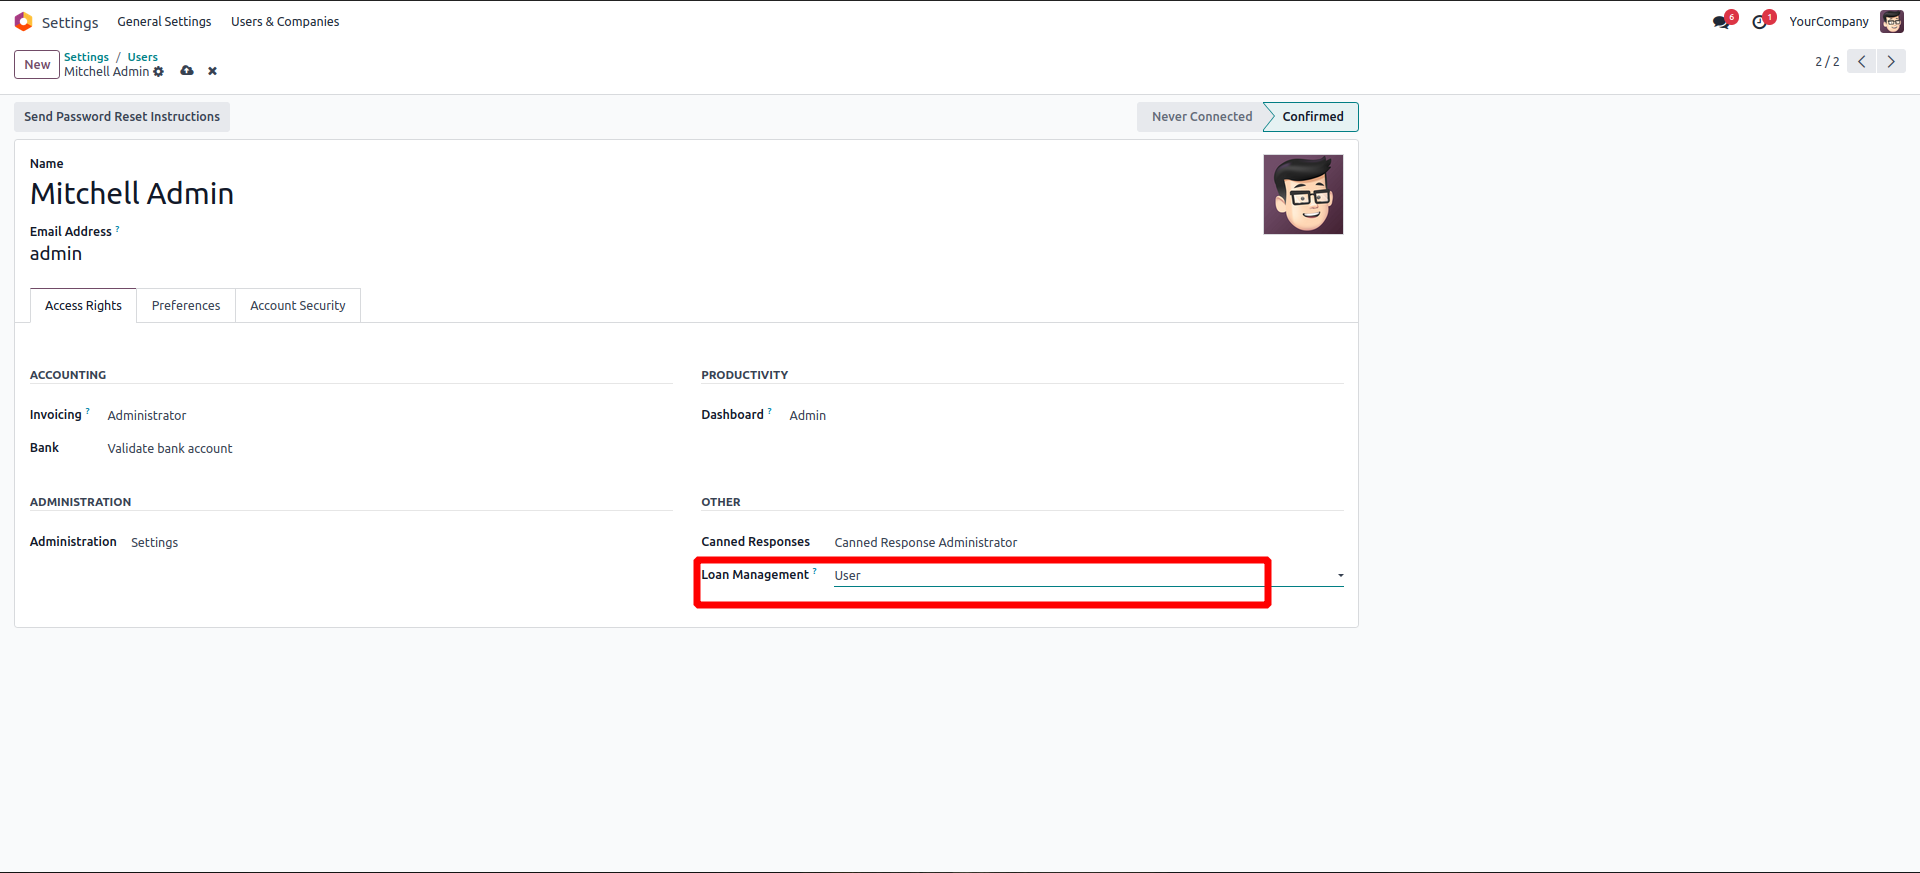 Settings General Settings Users & Companies 6 1 YourCompany
New Settings / Users
Mitchell Admin 2 / 2
Send Password Reset Instructions Never Connected Confirmed
Name
Mitchell Admin
Email Address ?
admin
Access Rights Preferences Account Security
ACCOUNTING PRODUCTIVITY
Invoicing ? Administrator Dashboard ? Admin
Bank Validate bank account
ADMINISTRATION OTHER
Administration Settings Canned Responses Canned Response Administrator
Loan Management ? User